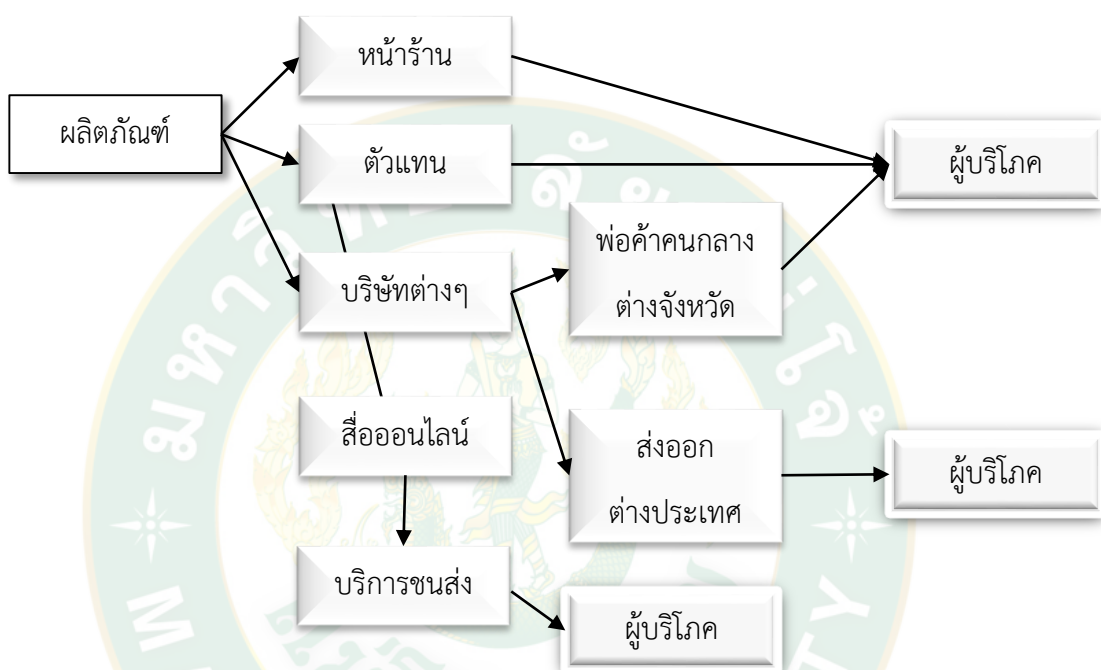 หน้าร้าน
ผลิตภัณฑ์
ตัวแทน
ผู้บริโภค
บริษัทต่างๆ
พ่อค้าคนกลาง
ต่างจังหวัด
สื่อออนไลน์
ส่งออก
ต่างประเทศ
ผู้บริโภค
บริการชนส่ง
ผู้บริโภค